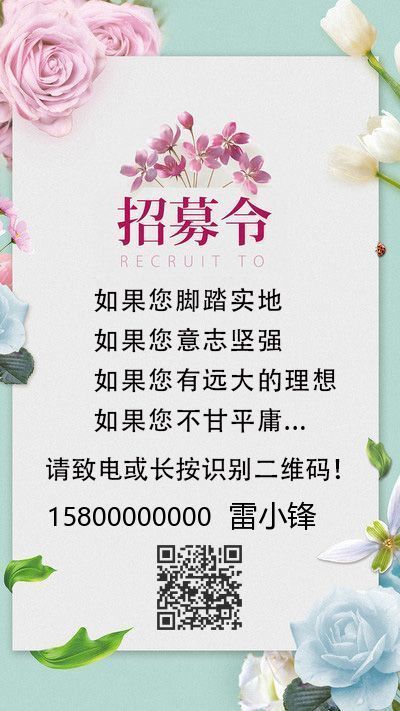 招募令
RECRUIT TO
如果您脚踏实地
如果您意志坚强
如果您有远大的理想
如果您不甘平庸...
请致电或长按识别二维码！
15800000000 雷小锋